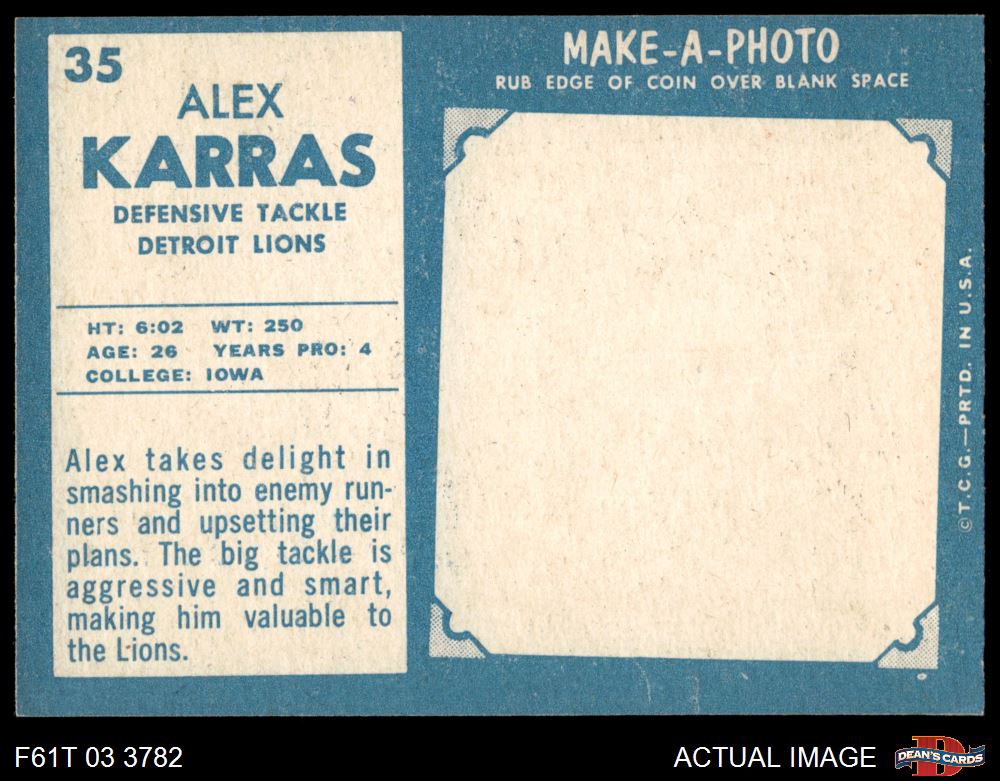 35
ALEX
KARRAS
DEFENSIVE TACKLE
DETROIT LIONS
HT: 6:02 WT: 250
AGE: 26 YEARS PRO: 4
COLLEGE: IOWA
Alex takes delight in
smashing into enemy run-
ners and upsetting their
plans. The big tackle is
aggressive and smart,
making him valuable to
the Lions.
MAKE-A-PHOTO
RUB EDGE OF COIN OVER BLANK SPACE
©T.C.G.—PRTD. IN U.S.A.
F61T 03 3782
ACTUAL IMAGE
D
DEAN'S CARDS